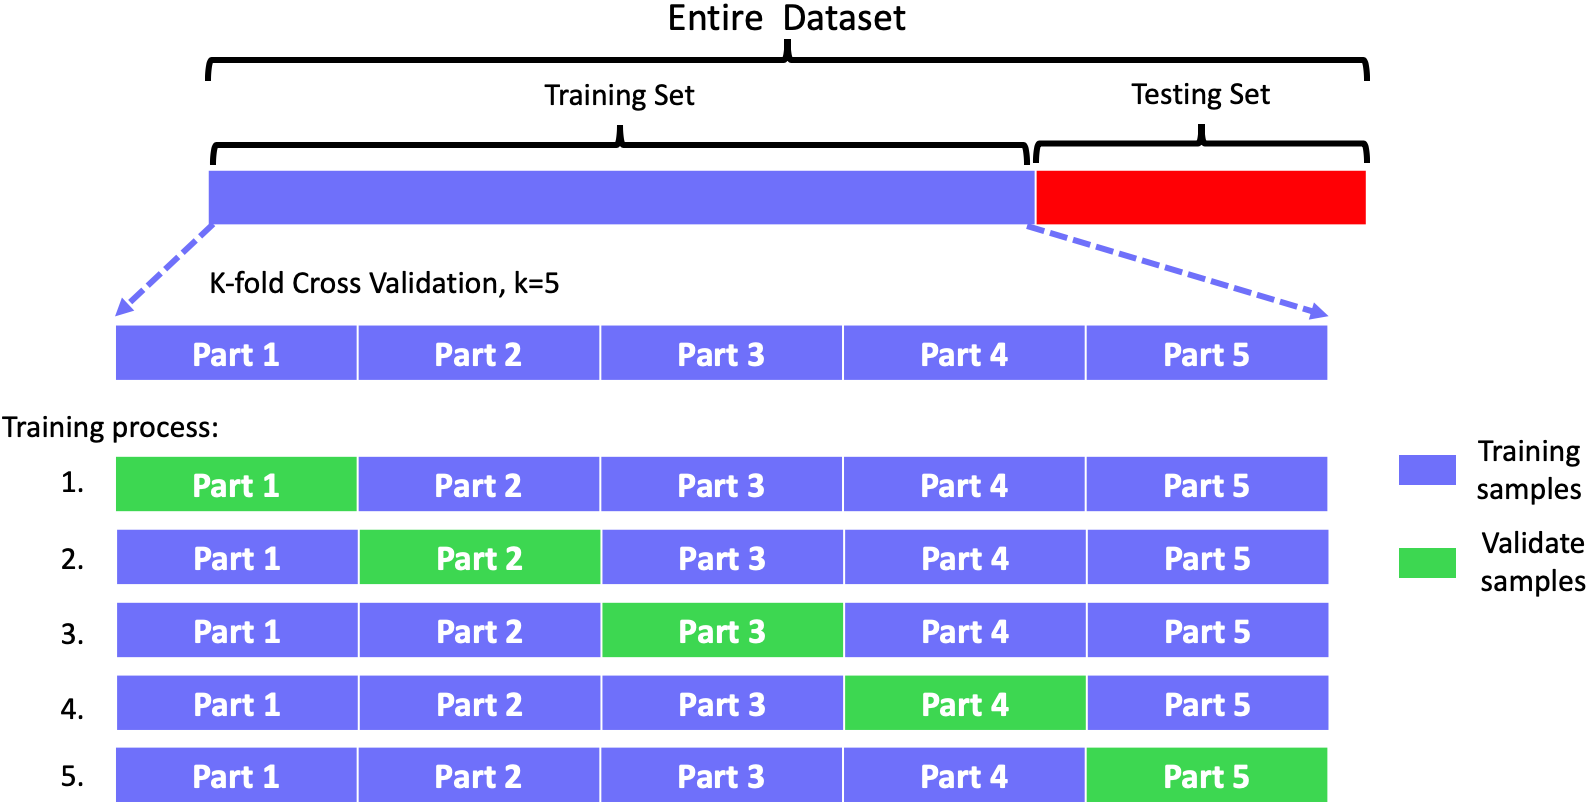 Entire Dataset
Training Set
Testing Set
K-fold Cross Validation, k=5
Part 1 Part 2 Part 3 Part 4 Part 5
Training process:
1. Part 1 Part 2 Part 3 Part 4 Part 5
2. Part 1 Part 2 Part 3 Part 4 Part 5
3. Part 1 Part 2 Part 3 Part 4 Part 5
4. Part 1 Part 2 Part 3 Part 4 Part 5
5. Part 1 Part 2 Part 3 Part 4 Part 5
Training
samples
Validate
samples